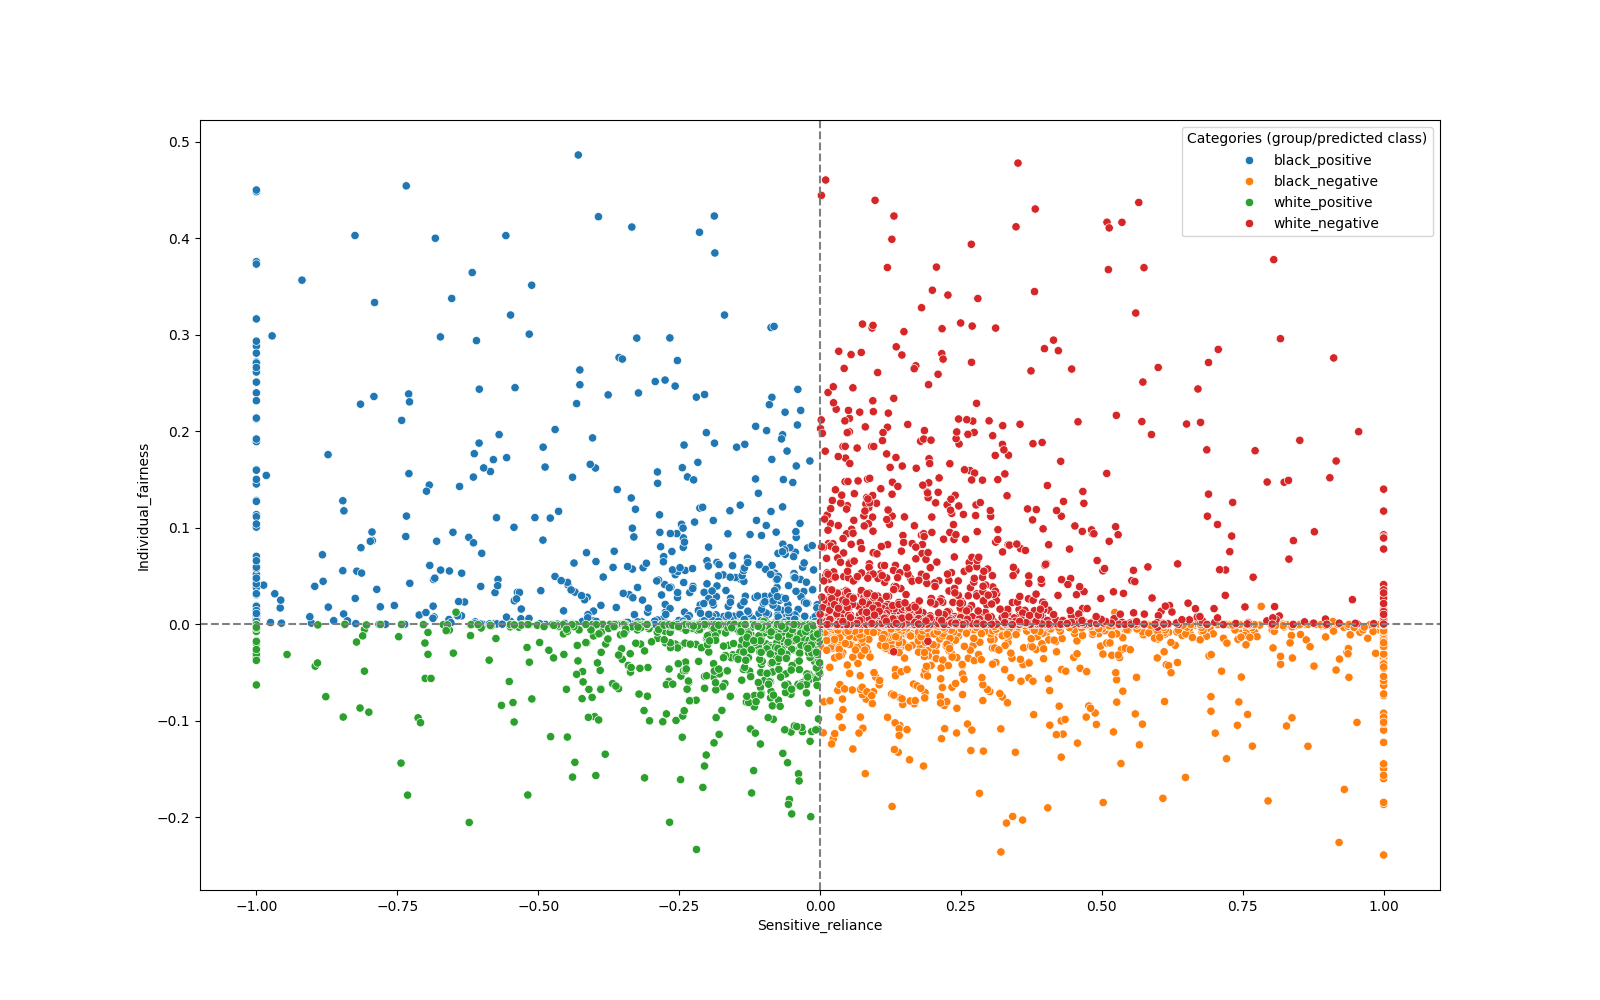 Categories (group/predicted class)
black_positive
black_negative
white_positive
white_negative
0.5
0.4
0.3
0.2
0.1
0.0
−0.1
−0.2
Individual_fairness
−1.00 −0.75 −0.50 −0.25 0.00 0.25 0.50 0.75 1.00
Sensitive_reliance